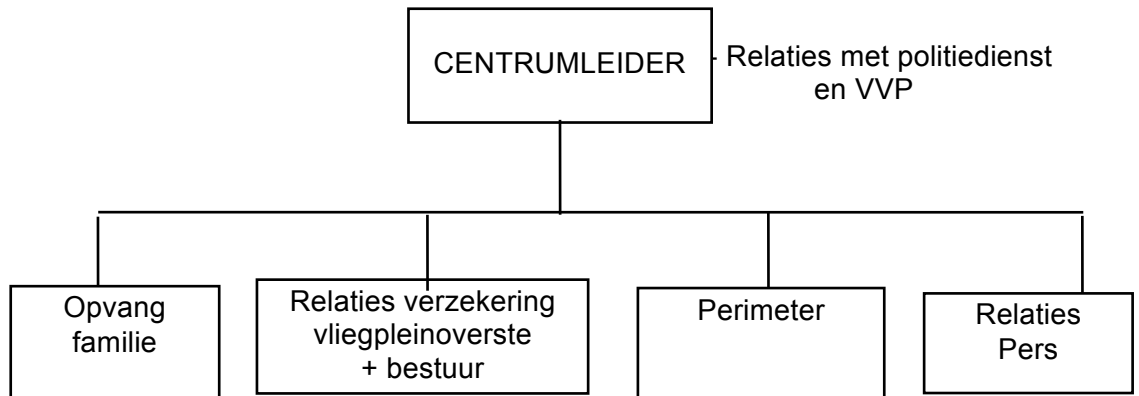 CENTRUMLEIDER
Relaties met politiedienst
en VVP
Opvang
familie
Relaties verzekering
vliegpleinoverste
+ bestuur
Perimeter
Relaties
Pers